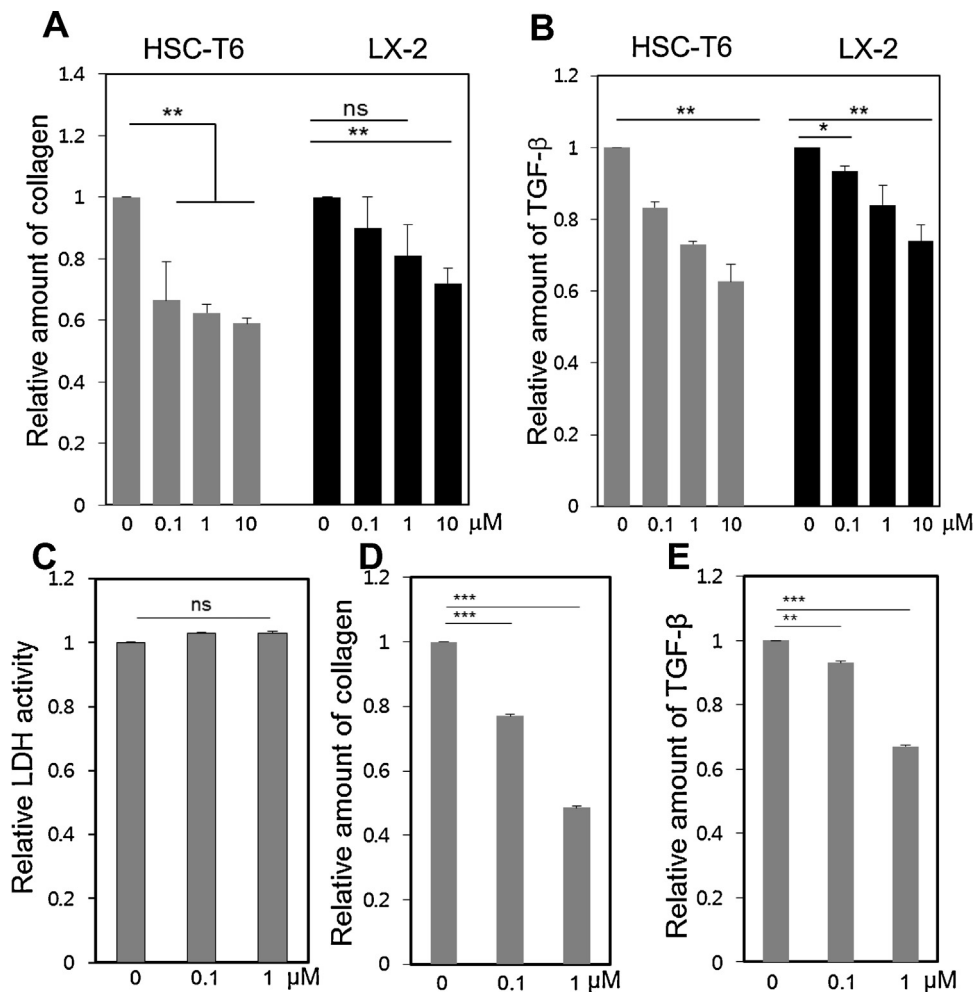 A
HSC-T6 LX-2
Relative amount of collagen
1.4
1.2
1
0.8
0.6
0.4
0.2
0
** ns
**
0 0.1 1 10 0 0.1 1 10 μM
B
HSC-T6 LX-2
Relative amount of TGF-β
1.2
1
0.8
0.6
0.4
0.2
0
** **
*
0 0.1 1 10 0 0.1 1 10 μM
C
Relative LDH activity
1.2
1
0.8
0.6
0.4
0.2
0
ns
0 0.1 1 μM
D
Relative amount of collagen
1.2
1
0.8
0.6
0.4
0.2
0
***
***
0 0.1 1 μM
E
Relative amount of TGF-β
1.2
1
0.8
0.6
0.4
0.2
0
***
**
0 0.1 1 μM